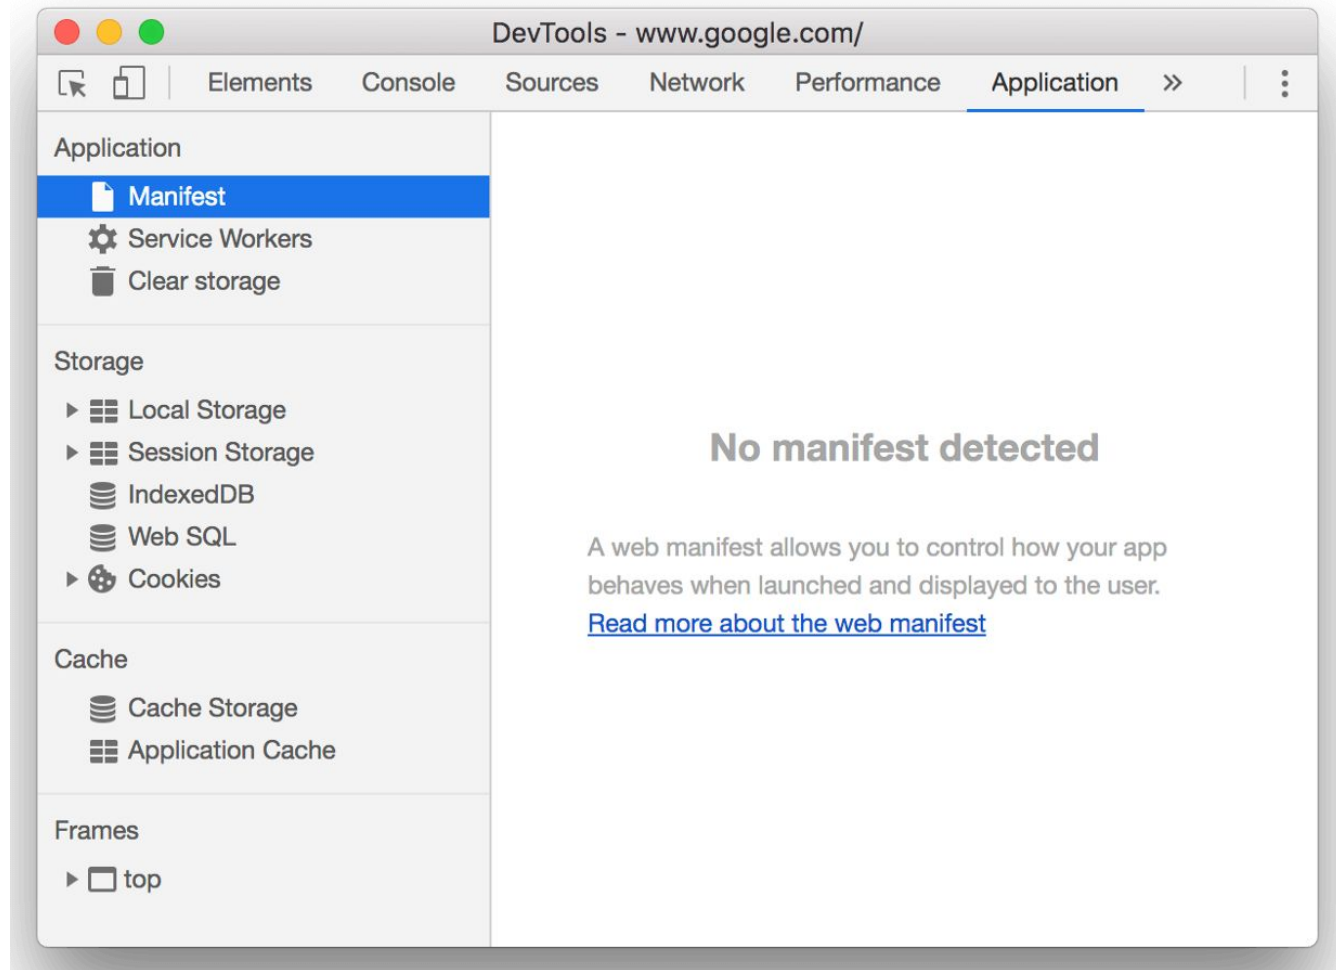 DevTools - www.google.com/
Elements Console Sources Network Performance Application »
Application
Manifest
Service Workers
Clear storage
Storage
Local Storage
Session Storage
IndexedDB
Web SQL
Cookies
Cache
Cache Storage
Application Cache
Frames
top
No manifest detected
A web manifest allows you to control how your app
behaves when launched and displayed to the user.
Read more about the web manifest